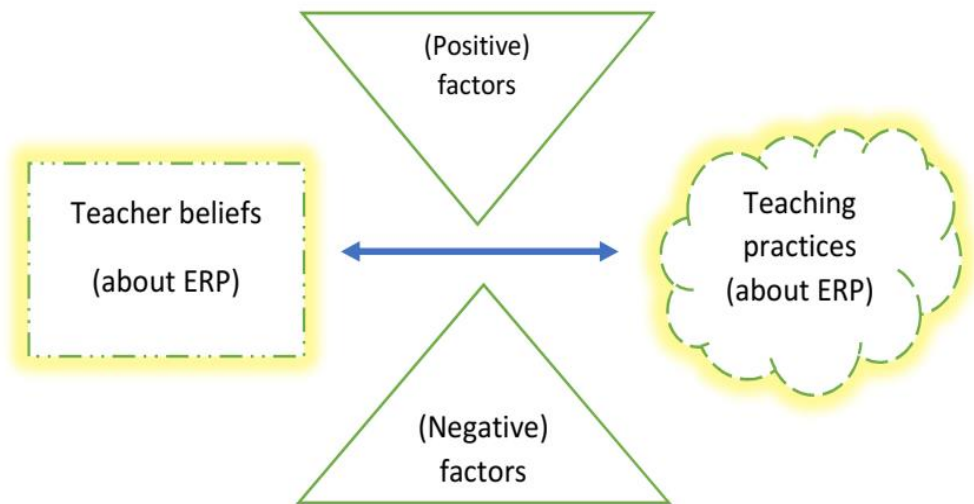 (Positive)
factors
Teacher beliefs
(about ERP)
Teaching
practices
(about ERP)
(Negative)
factors